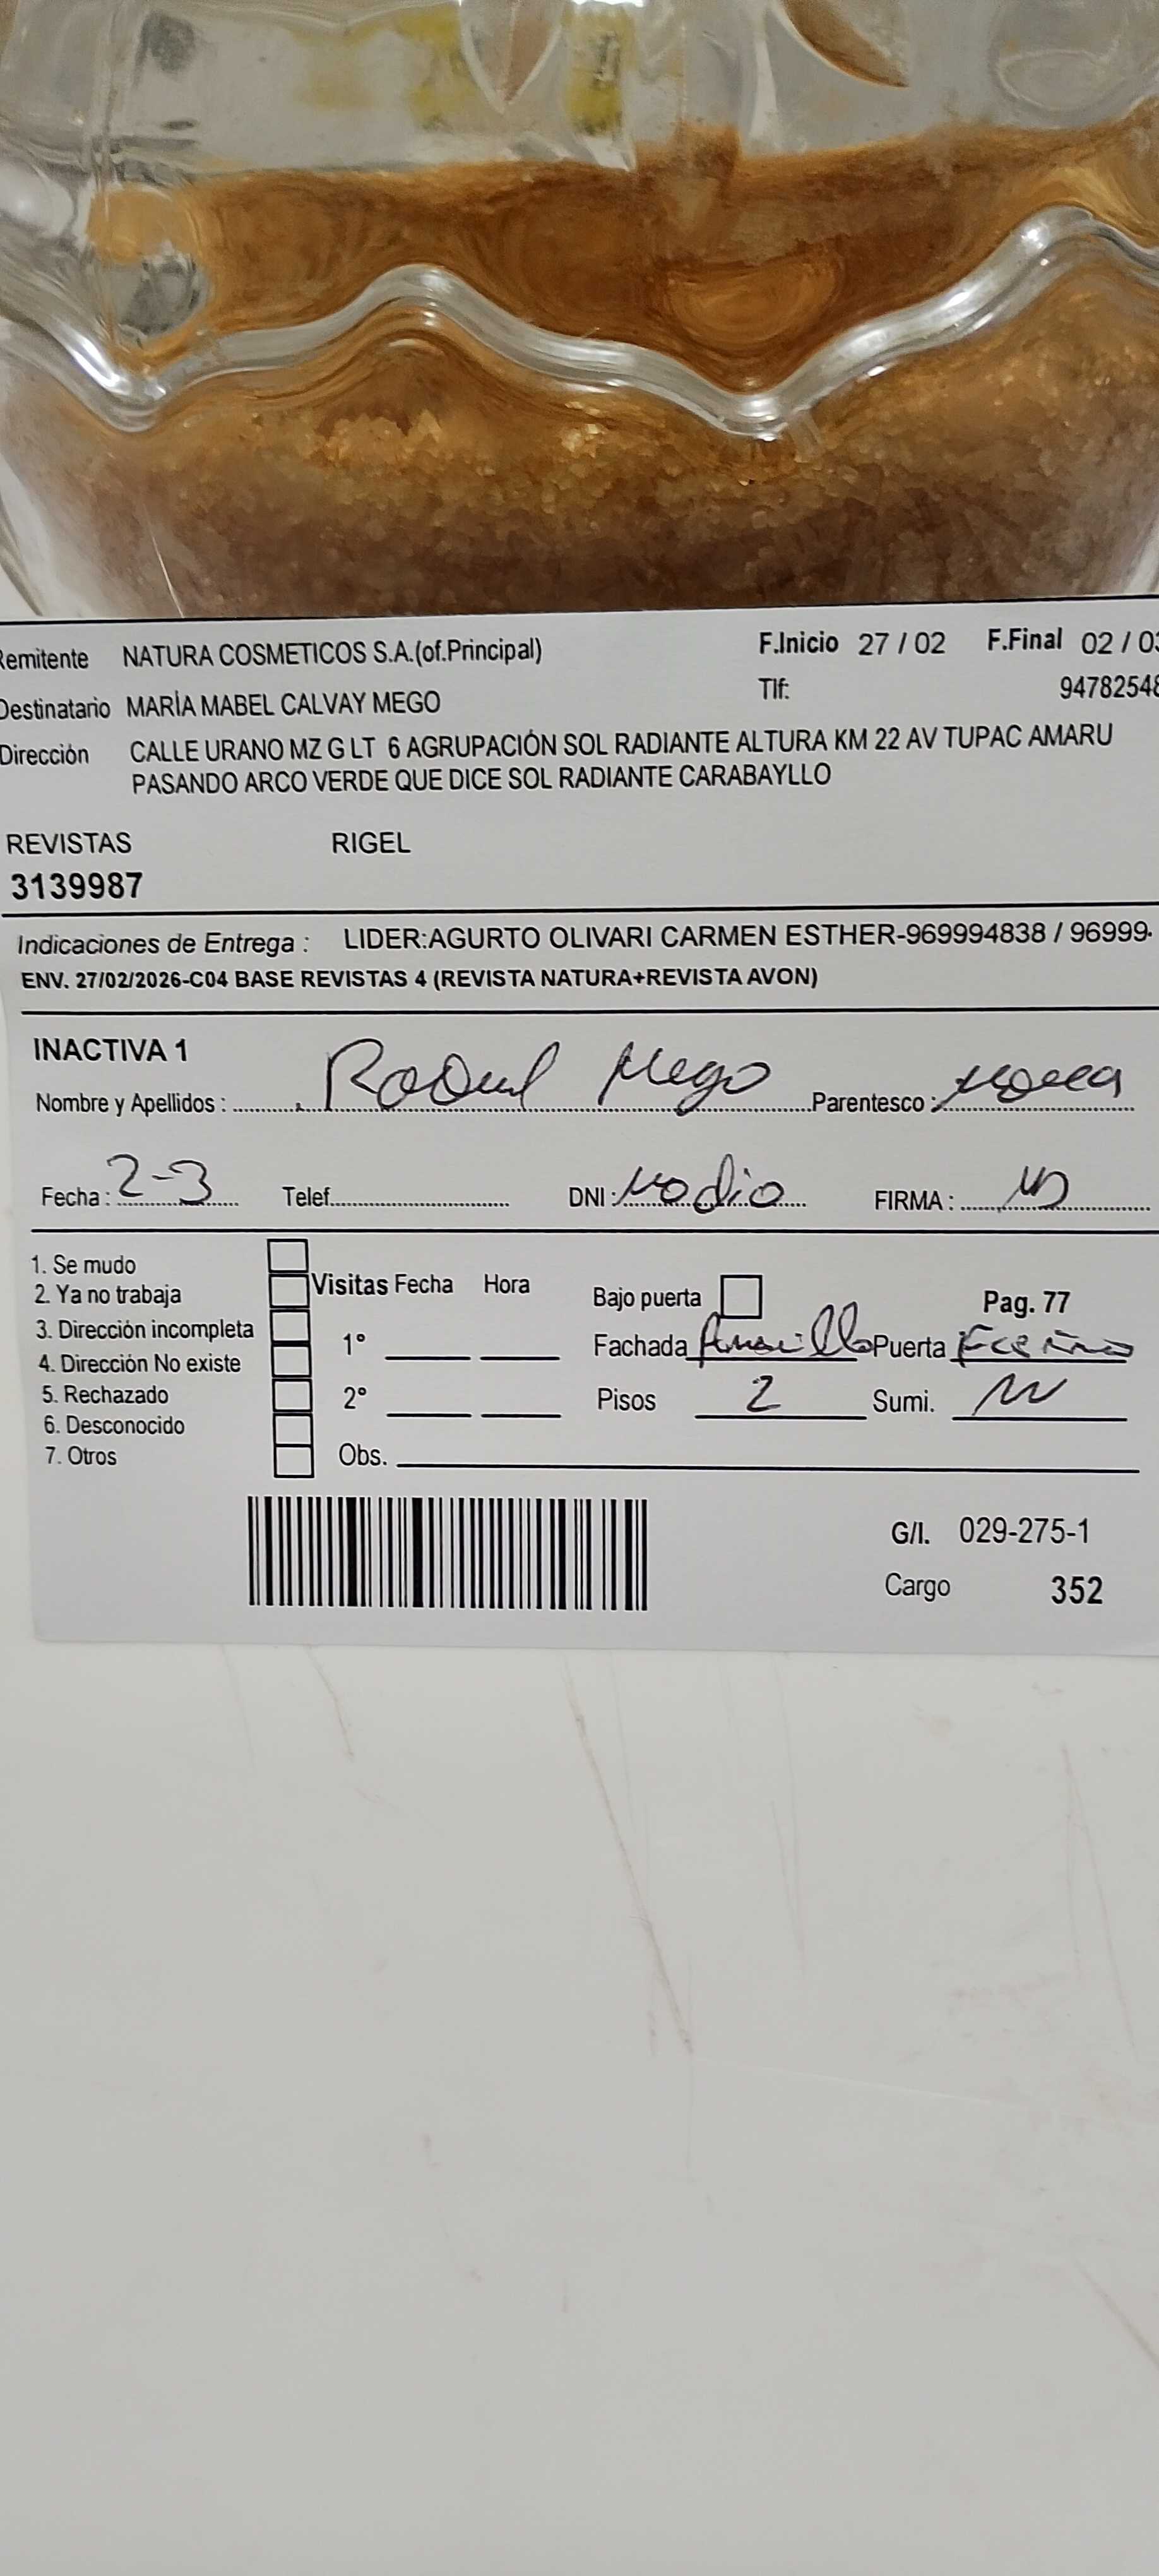 Remitente NATURA COSMETICOS S.A.(of.Principal) F.Inicio 27 / 02 F.Final 02 / 03
Destinatario MARÍA MABEL CALVAY MEGO Tlf: 94782548
Dirección CALLE URANO MZ G LT 6 AGRUPACIÓN SOL RADIANTE ALTURA KM 22 AV TUPAC AMARU
PASANDO ARCO VERDE QUE DICE SOL RADIANTE CARABAYLLO
REVISTAS RIGEL
3139987
Indicaciones de Entrega : LIDER:AGURTO OLIVARI CARMEN ESTHER-969994838 / 96999
ENV. 27/02/2026-C04 BASE REVISTAS 4 (REVISTA NATURA+REVISTA AVON)
INACTIVA 1
Nombre y Apellidos : Mego Parentesco :
Fecha : 2-3 Telef. DNI : No dio FIRMA :
1. Se mudo
2. Ya no trabaja Visitas Fecha Hora Bajo puerta Pag. 77
3. Dirección incompleta 1° Fachada Amarillo Puerta
4. Dirección No existe
5. Rechazado 2° Pisos 2 Sumi.
6. Desconocido
7. Otros Obs.
G/I. 029-275-1
Cargo 352